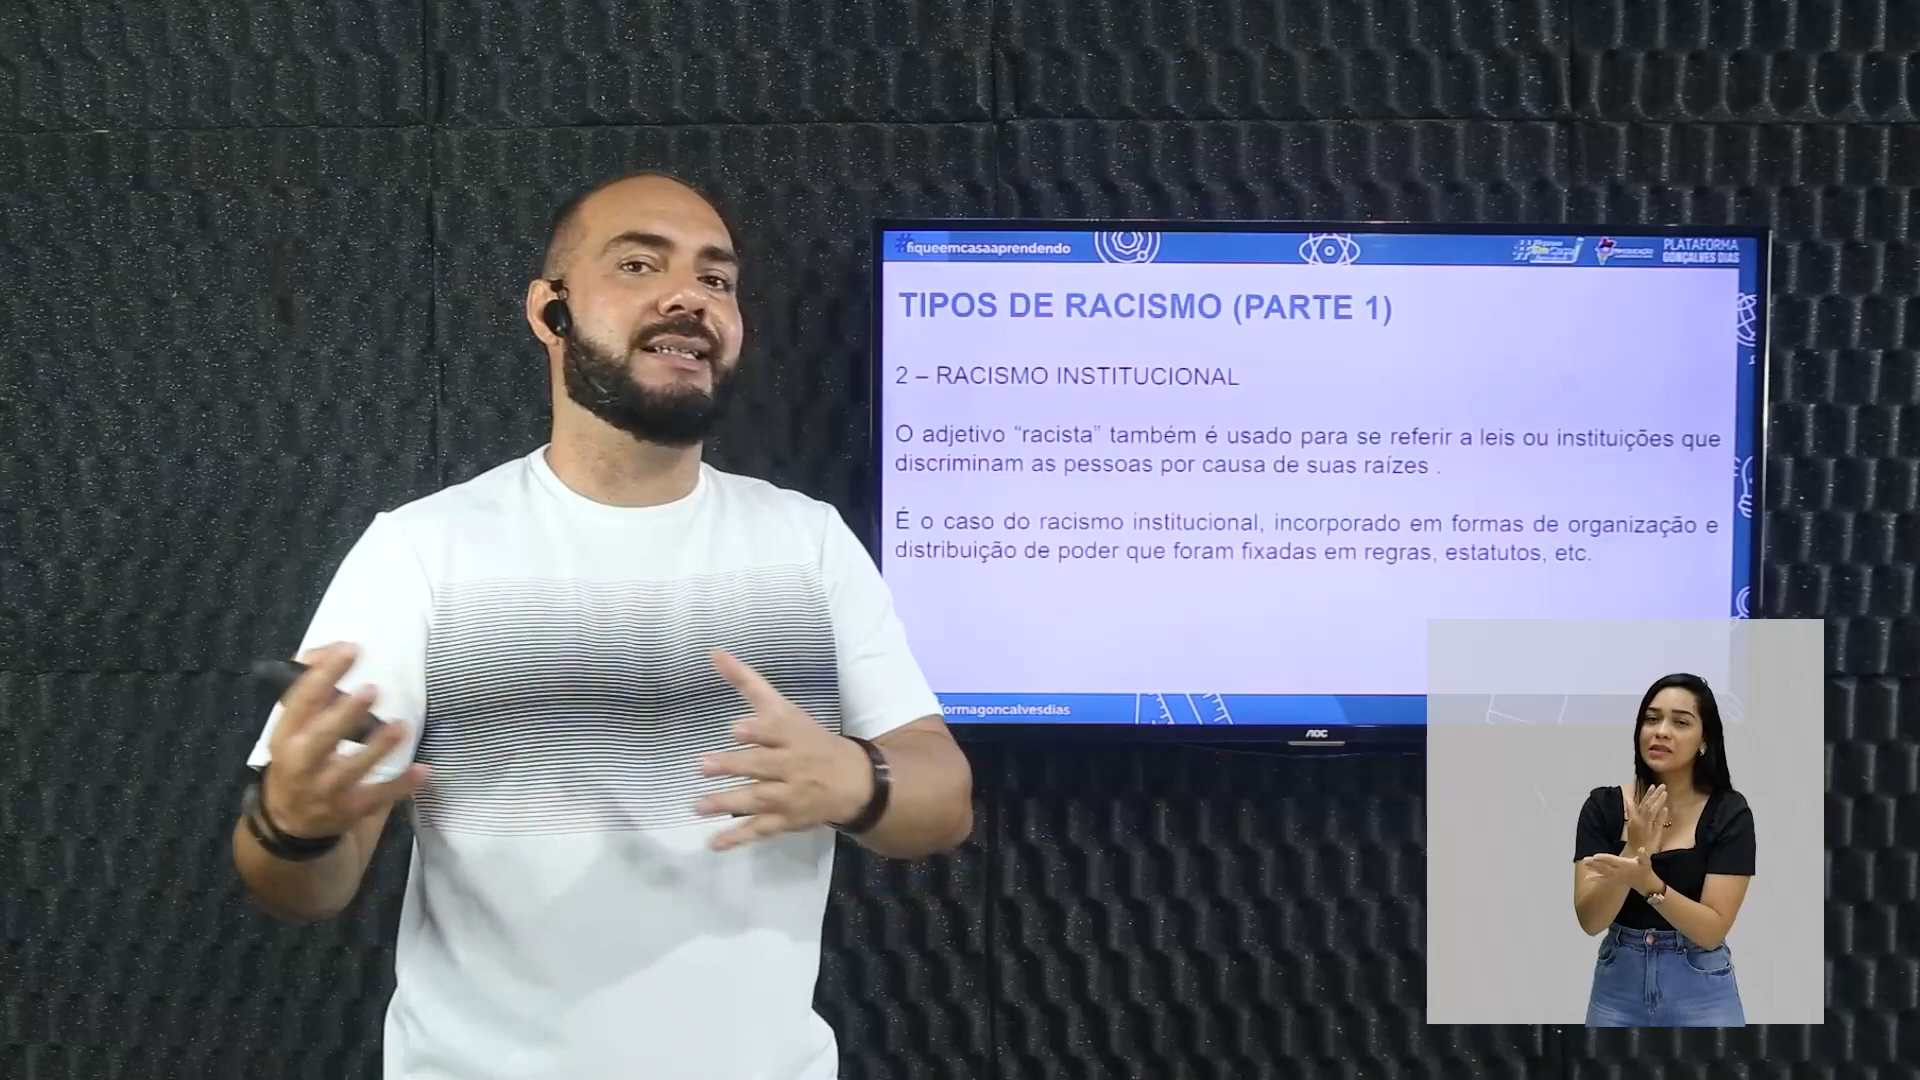 #fiqueemcasaaprendendo
PLATAFORMA
GONÇALVES DIAS
TIPOS DE RACISMO (PARTE 1)
2 – RACISMO INSTITUCIONAL
O adjetivo “racista” também é usado para se referir a leis ou instituições que
discriminam as pessoas por causa de suas raízes .
É o caso do racismo institucional, incorporado em formas de organização e
distribuição de poder que foram fixadas em regras, estatutos, etc.
ormagoncalvesdias
AOC